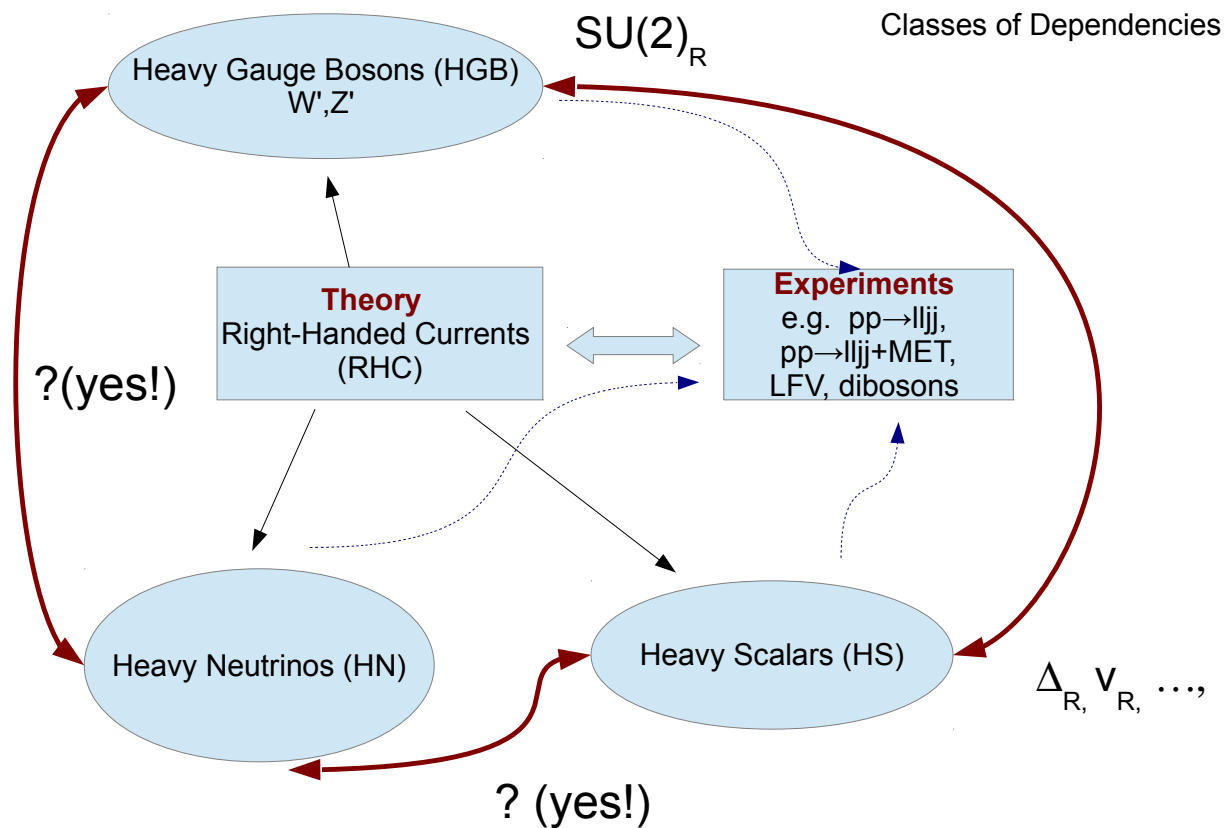 Classes of Dependencies
SU(2)R
Heavy Gauge Bosons (HGB)
W',Z'
Theory
Right-Handed Currents
(RHC)
Experiments
e.g. pp→lljj,
pp→lljj+MET,
LFV, dibosons
?(yes!)
Heavy Neutrinos (HN)
Heavy Scalars (HS)
ΔR, vR, …,
? (yes!)